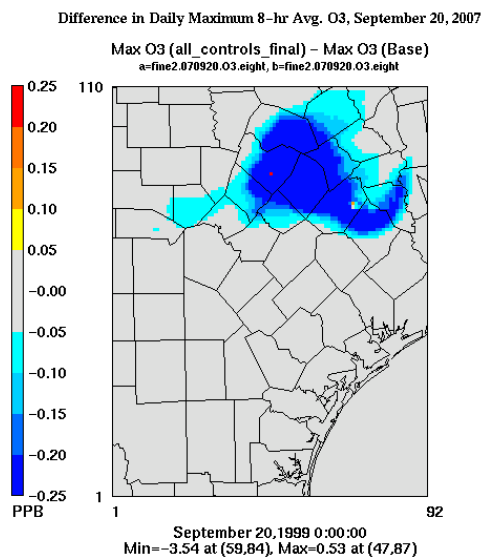 Difference in Daily Maximum 8-hr Avg. O3, September 20, 2007
Max O3 (all_controls_final) − Max O3 (Base)
a=fine2.070920.O3.eight, b=fine2.070920.O3.eight
0.25
0.20
0.15
0.10
0.05
−0.00
−0.05
−0.10
−0.15
−0.20
−0.25
PPB
110
1
1
92
September 20,1999 0:00:00
Min=−3.54 at (59,84), Max=0.53 at (47,87)